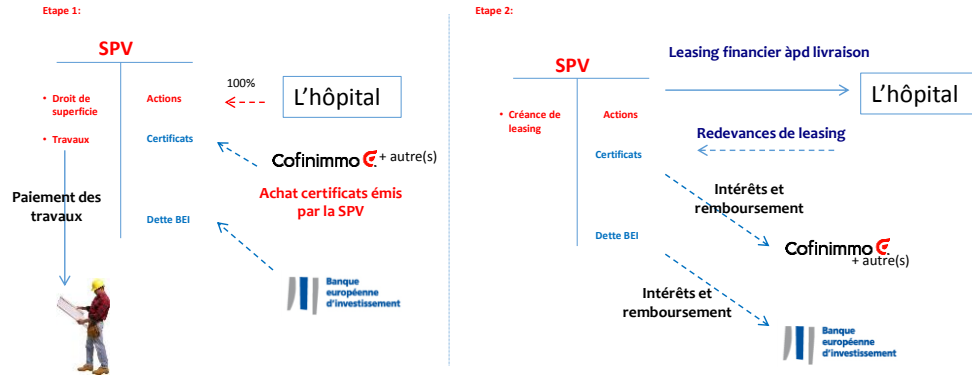 Etape 1:
SPV
• Droit de
superficie
• Travaux
Actions
Certificats
Dette BEI
100%
L'hôpital
Cofinimmo + autre(s)
Achat certificats émis
par la SPV
Paiement des
travaux
Banque
européenne
d'investissement
Etape 2:
Leasing financier àpd livraison
SPV
• Créance de
leasing
Actions
Certificats
Dette BEI
L'hôpital
Redevances de leasing
Intérêts et
remboursement
Cofinimmo
+ autre(s)
Intérêts et
remboursement
Banque
européenne
d'investissement